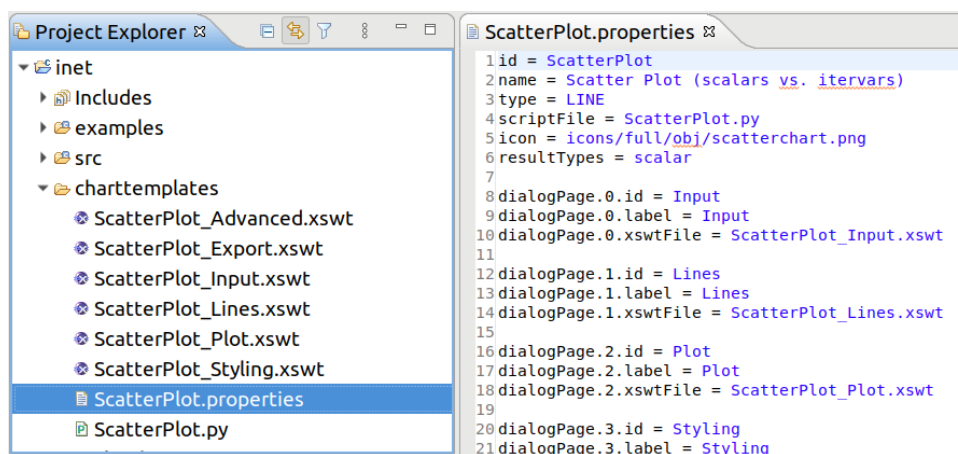 Project Explorer
inet
Includes
examples
src
charttemplates
ScatterPlot_Advanced.xswt
ScatterPlot_Export.xswt
ScatterPlot_Input.xswt
ScatterPlot_Lines.xswt
ScatterPlot_Plot.xswt
ScatterPlot_Styling.xswt
ScatterPlot.properties
ScatterPlot.py
ScatterPlot.properties
1 id = ScatterPlot
2 name = Scatter Plot (scalars vs. itervars)
3 type = LINE
4 scriptFile = ScatterPlot.py
5 icon = icons/full/obj/scatterchart.png
6 resultTypes = scalar
7
8 dialogPage.0.id = Input
9 dialogPage.0.label = Input
10 dialogPage.0.xswtFile = ScatterPlot_Input.xswt
11
12 dialogPage.1.id = Lines
13 dialogPage.1.label = Lines
14 dialogPage.1.xswtFile = ScatterPlot_Lines.xswt
15
16 dialogPage.2.id = Plot
17 dialogPage.2.label = Plot
18 dialogPage.2.xswtFile = ScatterPlot_Plot.xswt
19
20 dialogPage.3.id = Styling
21 dialogPage.3.label = Styling